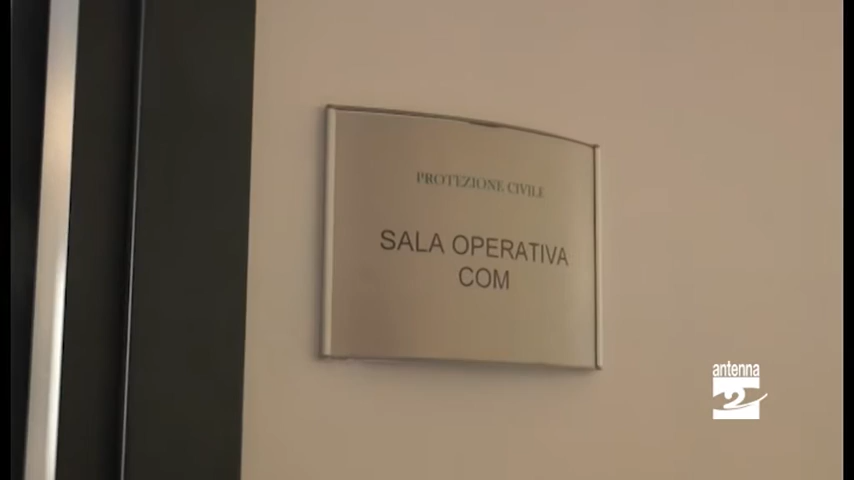 PROTEZIONE CIVILE
SALA OPERATIVA
COM
antenna
2